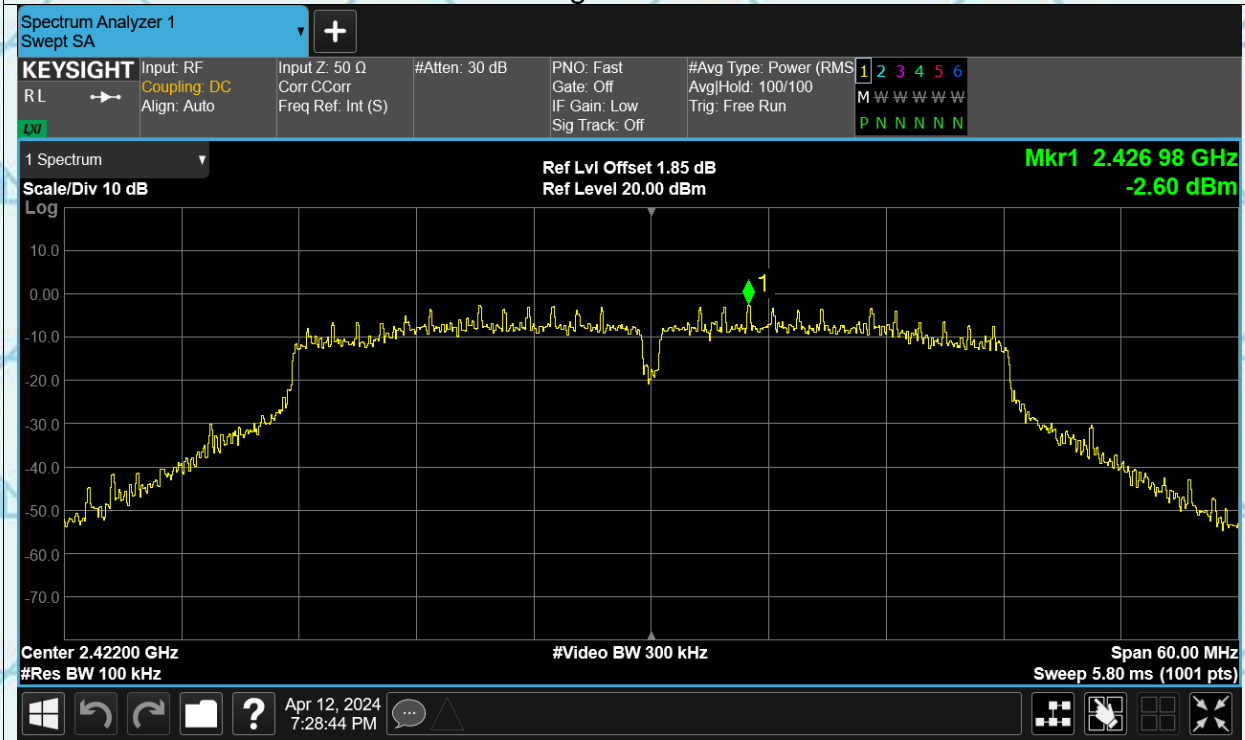 Spectrum Analyzer 1
Swept SA
KEYSIGHT
R L
LXI
Input: RF
Coupling: DC
Align: Auto
Input Z: 50 Ω
Corr CCorr
Freq Ref: Int (S)
#Atten: 30 dB
PNO: Fast
Gate: Off
IF Gain: Low
Sig Track: Off
#Avg Type: Power (RMS
Avg|Hold: 100/100
Trig: Free Run
1 2 3 4 5 6
M W W W W W
P N N N N N
1 Spectrum
Scale/Div 10 dB
Ref Lvl Offset 1.85 dB
Ref Level 20.00 dBm
Mkr1 2.426 98 GHz
-2.60 dBm
Log
10.0
0.00
-10.0
-20.0
-30.0
-40.0
-50.0
-60.0
-70.0
1
Center 2.42200 GHz
#Res BW 100 kHz
#Video BW 300 kHz
Span 60.00 MHz
Sweep 5.80 ms (1001 pts)
?
Apr 12, 2024
7:28:44 PM